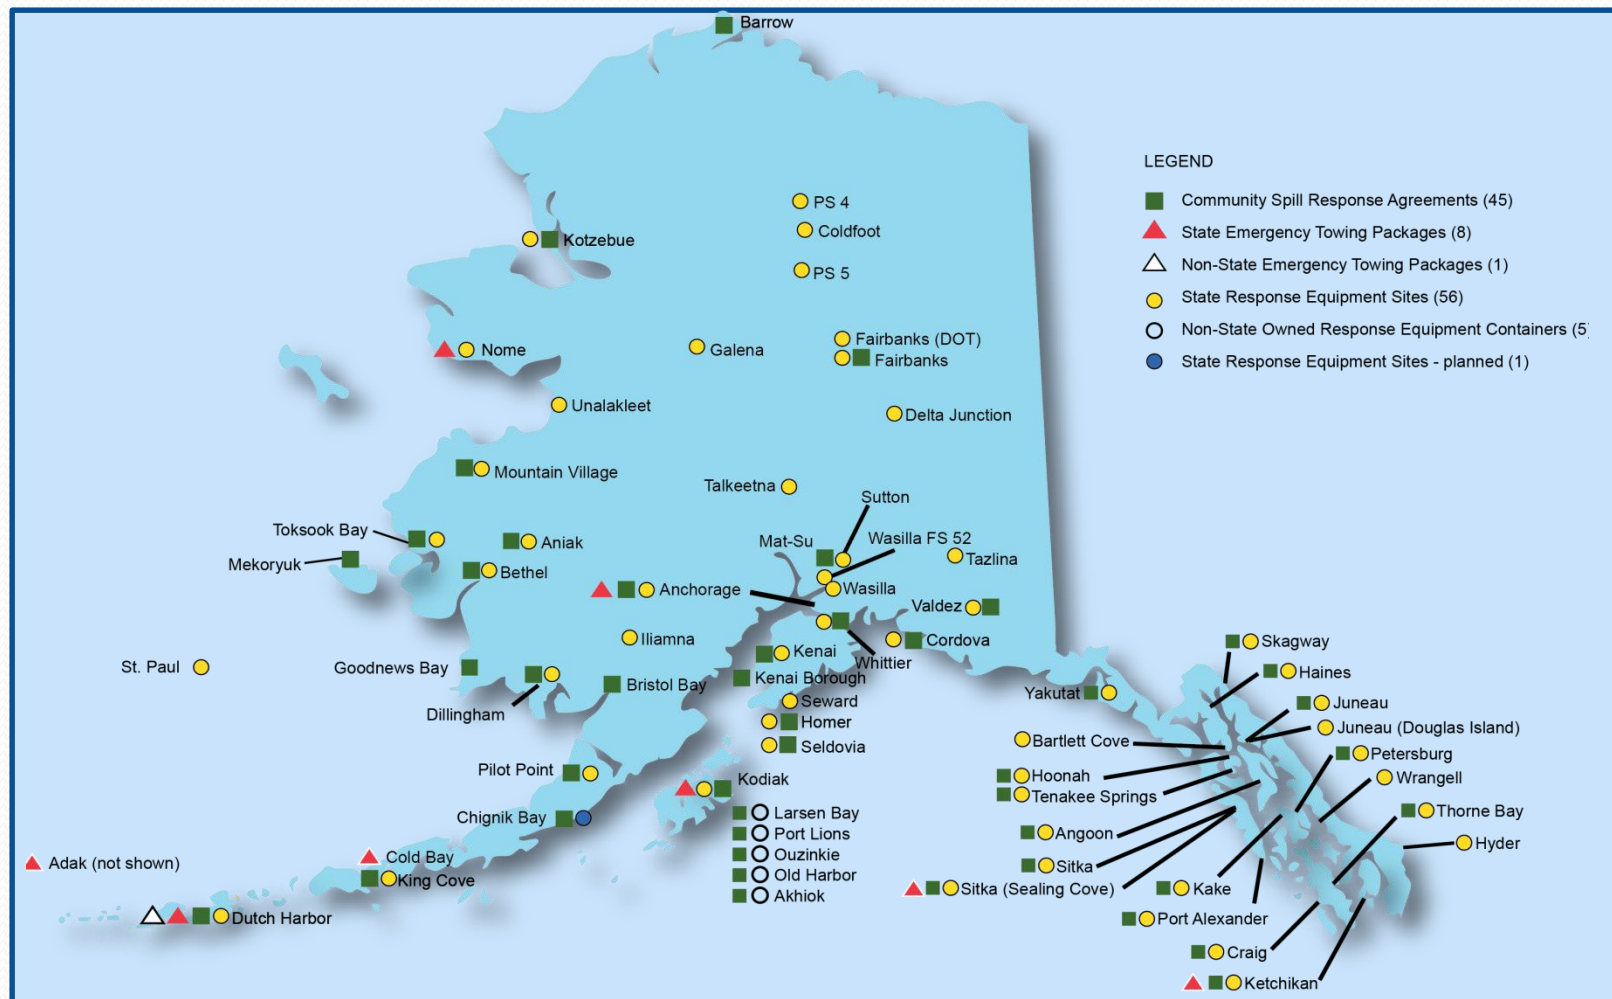 Barrow
LEGEND
Community Spill Response Agreements (45)
State Emergency Towing Packages (8)
Non-State Emergency Towing Packages (1)
State Response Equipment Sites (56)
Non-State Owned Response Equipment Containers (5)
State Response Equipment Sites - planned (1)
PS 4
Coldfoot
Kotzebue
PS 5
Nome
Galena
Fairbanks (DOT)
Fairbanks
Unalakleet
Delta Junction
Mountain Village
Talkeetna
Sutton
Toksook Bay
Aniak
Mat-Su
Wasilla FS 52
Mekoryuk
Bethel
Tazlina
Anchorage
Wasilla
Valdez
Iliamna
Cordova
St. Paul
Goodnews Bay
Kenai
Whittier
Skagway
Dillingham
Bristol Bay
Kenai Borough
Haines
Yakutat
Seward
Juneau
Homer
Juneau (Douglas Island)
Seldovia
Bartlett Cove
Petersburg
Pilot Point
Kodiak
Hoonah
Wrangell
Tenakee Springs
Chignik Bay
Larsen Bay
Thorne Bay
Port Lions
Angoon
Hyder
Adak (not shown)
Cold Bay
Ouzinkie
Sitka
King Cove
Old Harbor
Sitka (Sealing Cove)
Kake
Akhiok
Dutch Harbor
Port Alexander
Craig
Ketchikan